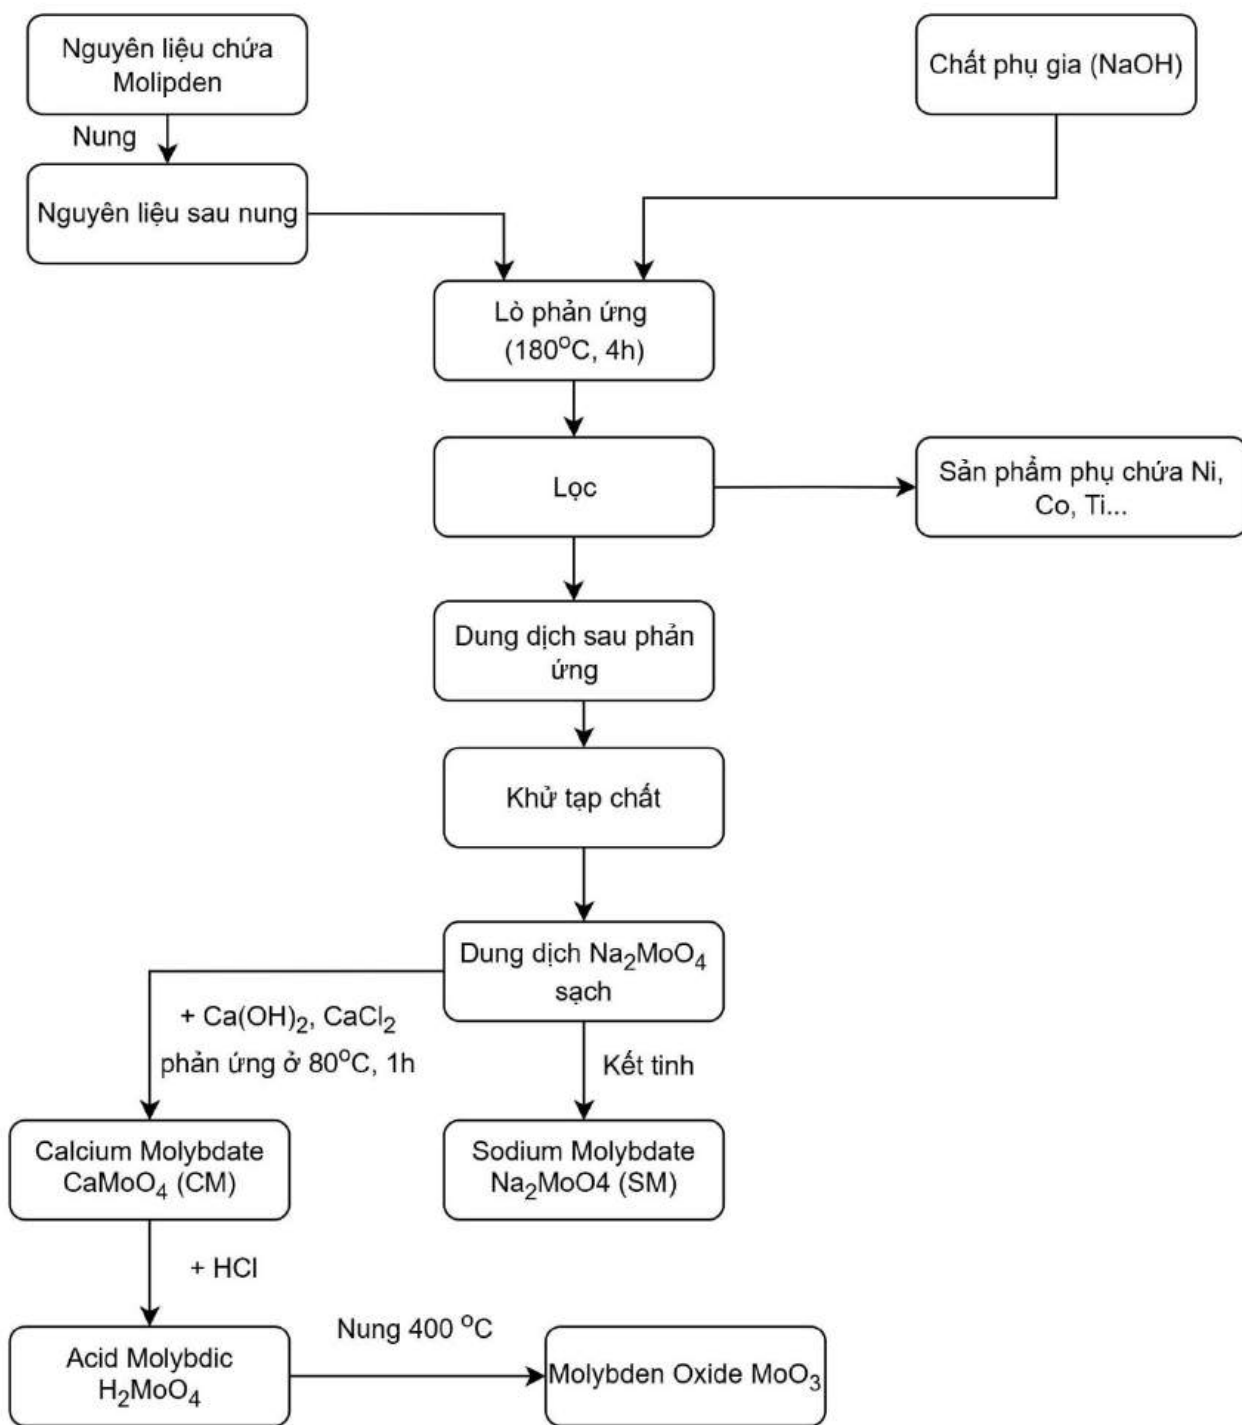 Nguyên liệu chứa
Molipden
Chất phụ gia (NaOH)
Nung
Nguyên liệu sau nung
Lò phản ứng
(180°C, 4h)
Lọc
Sản phẩm phụ chứa Ni,
Co, Ti...
Dung dịch sau phản
ứng
Khử tạp chất
Dung dịch Na₂MoO₄
sạch
+ Ca(OH)₂, CaCl₂
phản ứng ở 80°C, 1h
Kết tinh
Calcium Molybdate
CaMoO₄ (CM)
Sodium Molybdate
Na₂MoO4 (SM)
+ HCl
Nung 400 °C
Acid Molybdic
H₂MoO₄
Molybden Oxide MoO₃